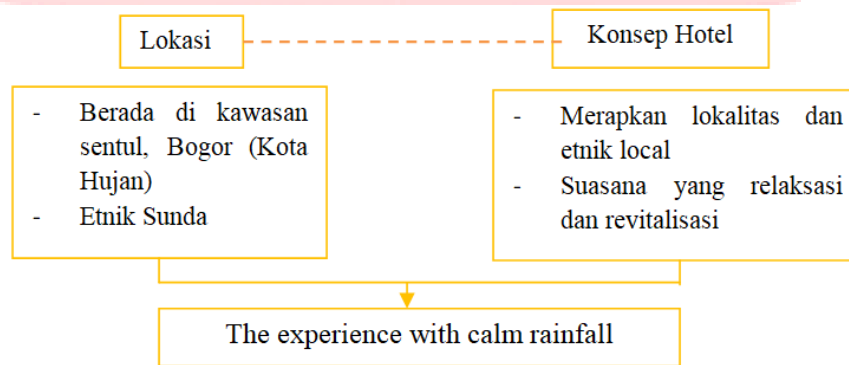 Lokasi
Konsep Hotel
- Berada di kawasan
sentul, Bogor (Kota
Hujan)
- Etnik Sunda
- Merapkan lokalitas dan
etnik local
- Suasana yang relaksasi
dan revitalisasi
The experience with calm rainfall